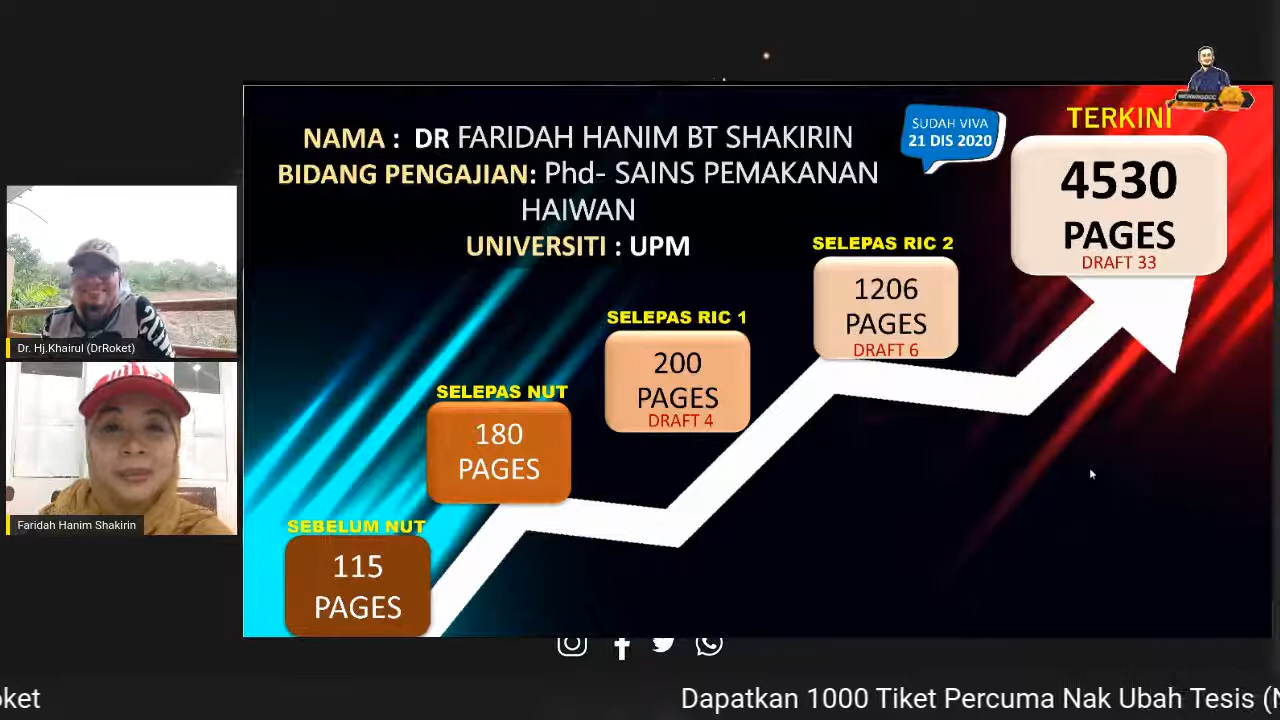 NAMA : DR FARIDAH HANIM BT SHAKIRIN
BIDANG PENGAJIAN: Phd- SAINS PEMAKANAN
HAIWAN
UNIVERSITI : UPM
SUDAH VIVA
21 DIS 2020
TERKINI
4530
PAGES
DRAFT 33
SELEPAS RIC 2
1206
PAGES
DRAFT 6
SELEPAS RIC 1
200
PAGES
DRAFT 4
SELEPAS NUT
180
PAGES
SEBELUM NUT
115
PAGES
Dr. Hj.Khairul (DrRoket)
Faridah Hanim Shakirin
oket
Dapatkan 1000 Tiket Percuma Nak Ubah Tesis (N